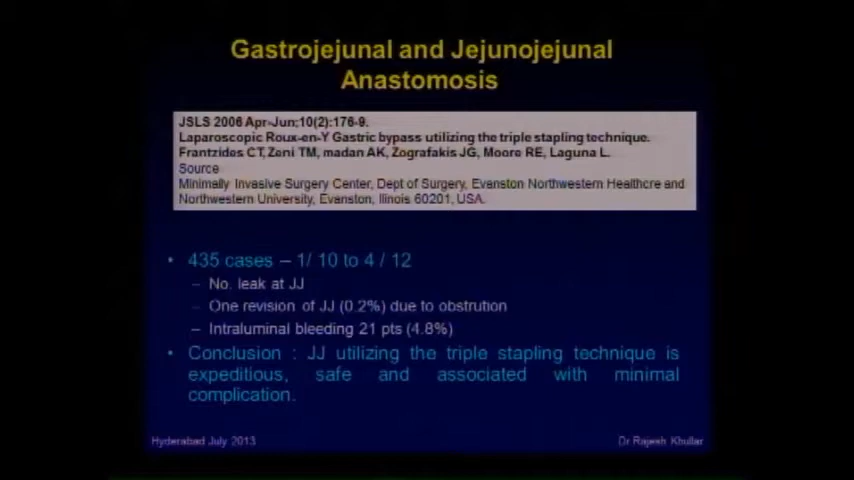 Gastrojejunal and Jejunojejunal
Anastomosis
JSLS 2006 Apr-Jun;10(2):176-9.
Laparoscopic Roux-en-Y Gastric bypass utilizing the triple stapling technique.
Frantzides CT, Zeni TM, madan AK, Zografakis JG, Moore RE, Laguna L.
Source
Minimally Invasive Surgery Center, Dept of Surgery, Evanston Northwestern Healthcre and
Northwestern University, Evanston, Ilinois 60201, USA.
• 435 cases – 1/ 10 to 4 / 12
– No. leak at JJ
– One revision of JJ (0.2%) due to obstrution
– Intraluminal bleeding 21 pts (4.8%)
• Conclusion : JJ utilizing the triple stapling technique is
expeditious, safe and associated with minimal
complication.
Hyderabad July 2013
Dr Rajesh Khullar